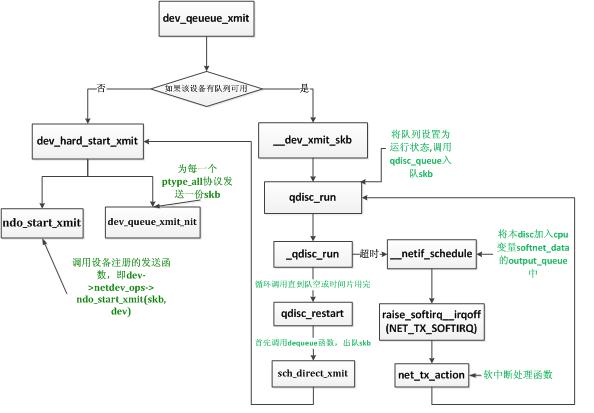 dev_qeueue_xmit
如果该设备有队列可用
否
是
dev_hard_start_xmit
__dev_xmit_skb
将队列设置为
运行状态,调用
qdisc_queue入
队skb
为每一个
ptype_all协议发
送一份skb
qdisc_run
ndo_start_xmit
dev_queue_xmit_nit
调用设备注册的发送函
数，即dev-
>netdev_ops->
ndo_start_xmit(skb,
dev)
_qdisc_run
超时
__netif_schedule
将本disc加入cpu
变量softnet_data
的output_queue
中
循环调用直到队空或时间片用完
qdisc_restart
raise_softirq__irqoff
(NET_TX_SOFTIRQ)
首先调用dequeue函数，出队skb
sch_direct_xmit
net_tx_action
软中断处理函数